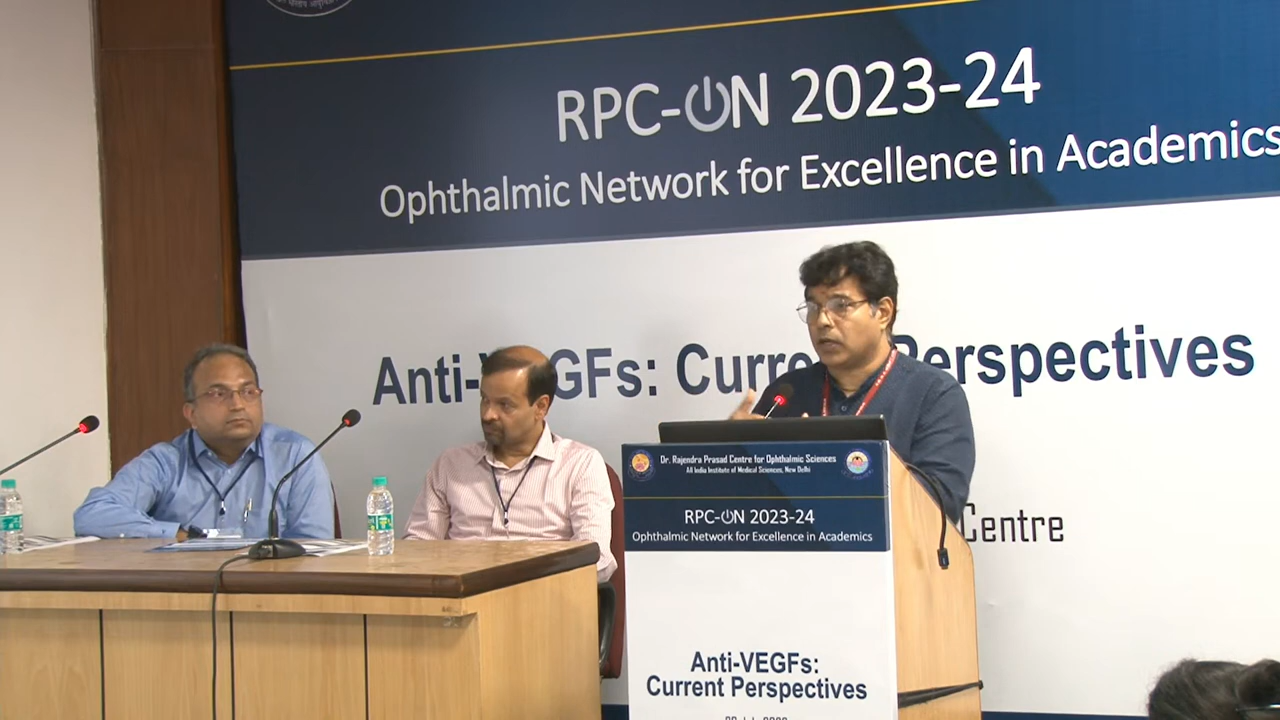 RPC-ON 2023-24
Ophthalmic Network for Excellence in Academics
Anti-VEGFs: Current Perspectives
Centre
Dr. Rajendra Prasad Centre for Ophthalmic Sciences
All India Institute of Medical Sciences, New Delhi
RPC-ON 2023-24
Ophthalmic Network for Excellence in Academics
Anti-VEGFs:
Current Perspectives